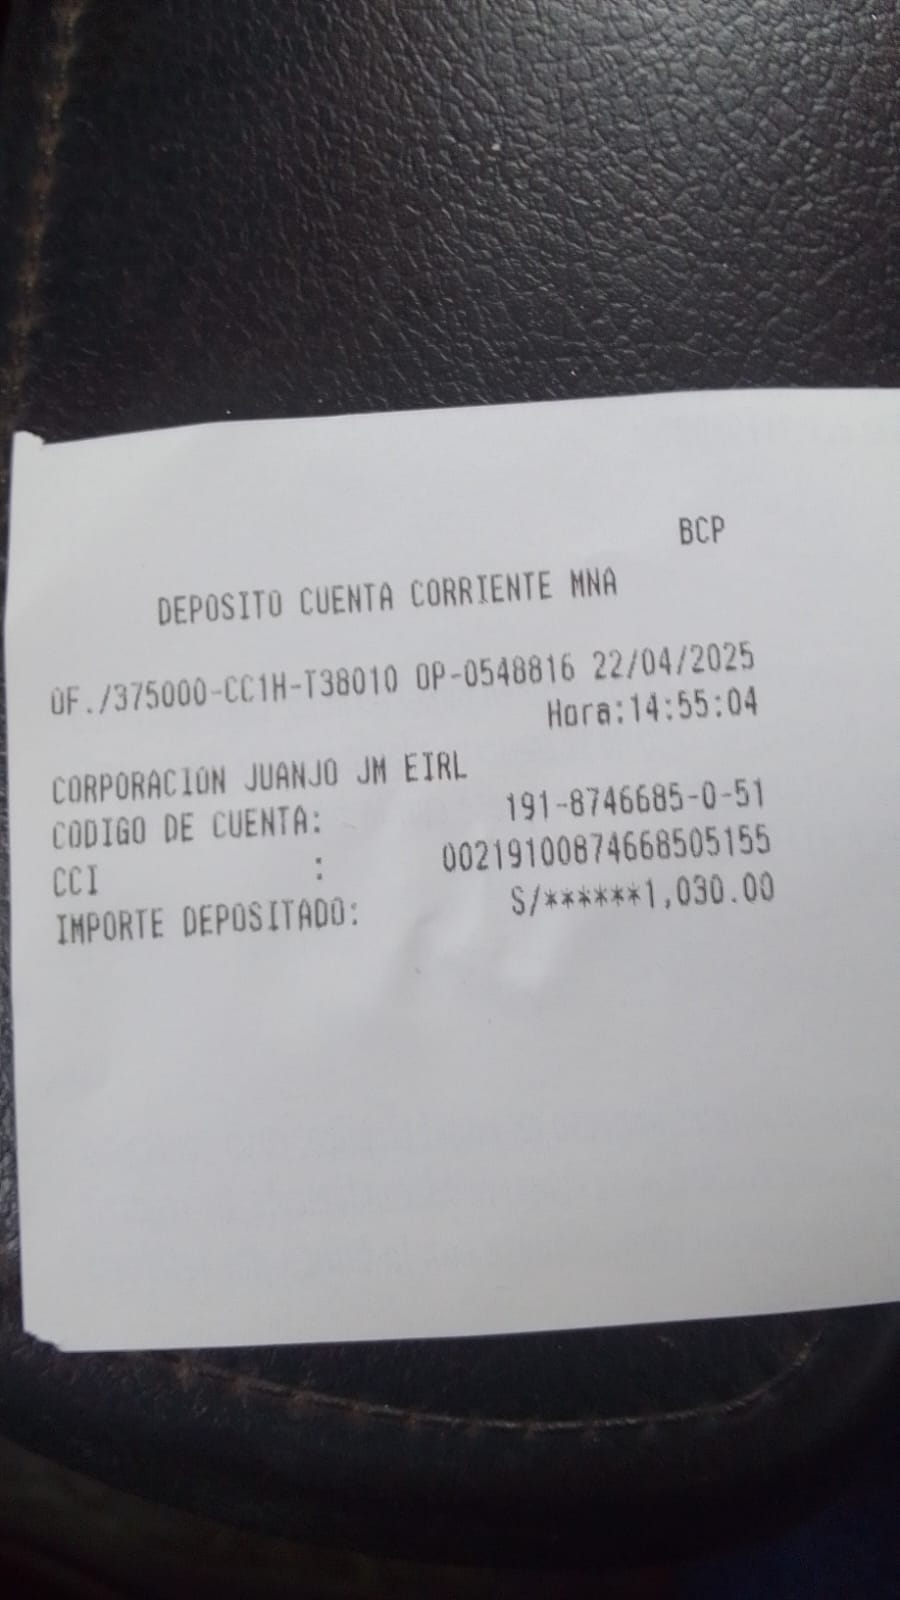 BCP
DEPOSITO CUENTA CORRIENTE MNA
OF./375000-CC1H-T38010 OP-0548816 22/04/2025
Hora:14:55:04
CORPORACION JUANJO JM EIRL
CODIGO DE CUENTA: 191-8746685-0-51
CCI : 00219100874668505155
IMPORTE DEPOSITADO: S/******1,030.00